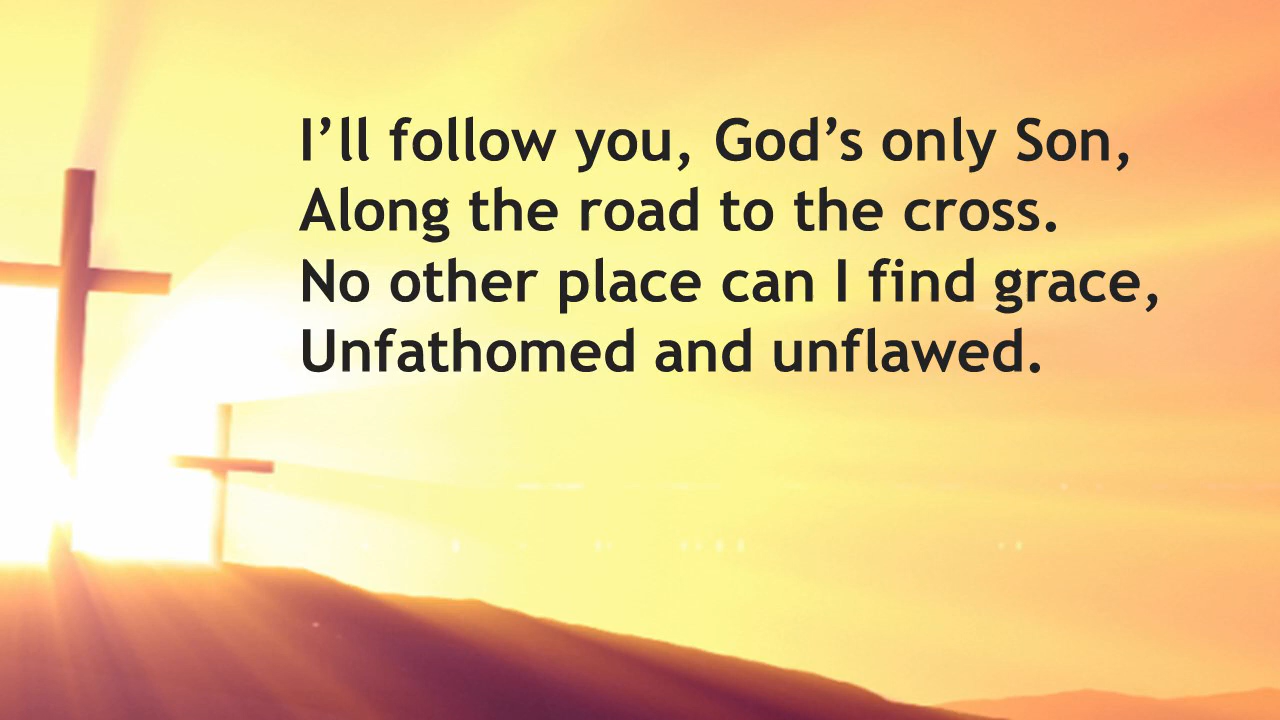 I’ll follow you, God’s only Son,
Along the road to the cross.
No other place can I find grace,
Unfathomed and unflawed.